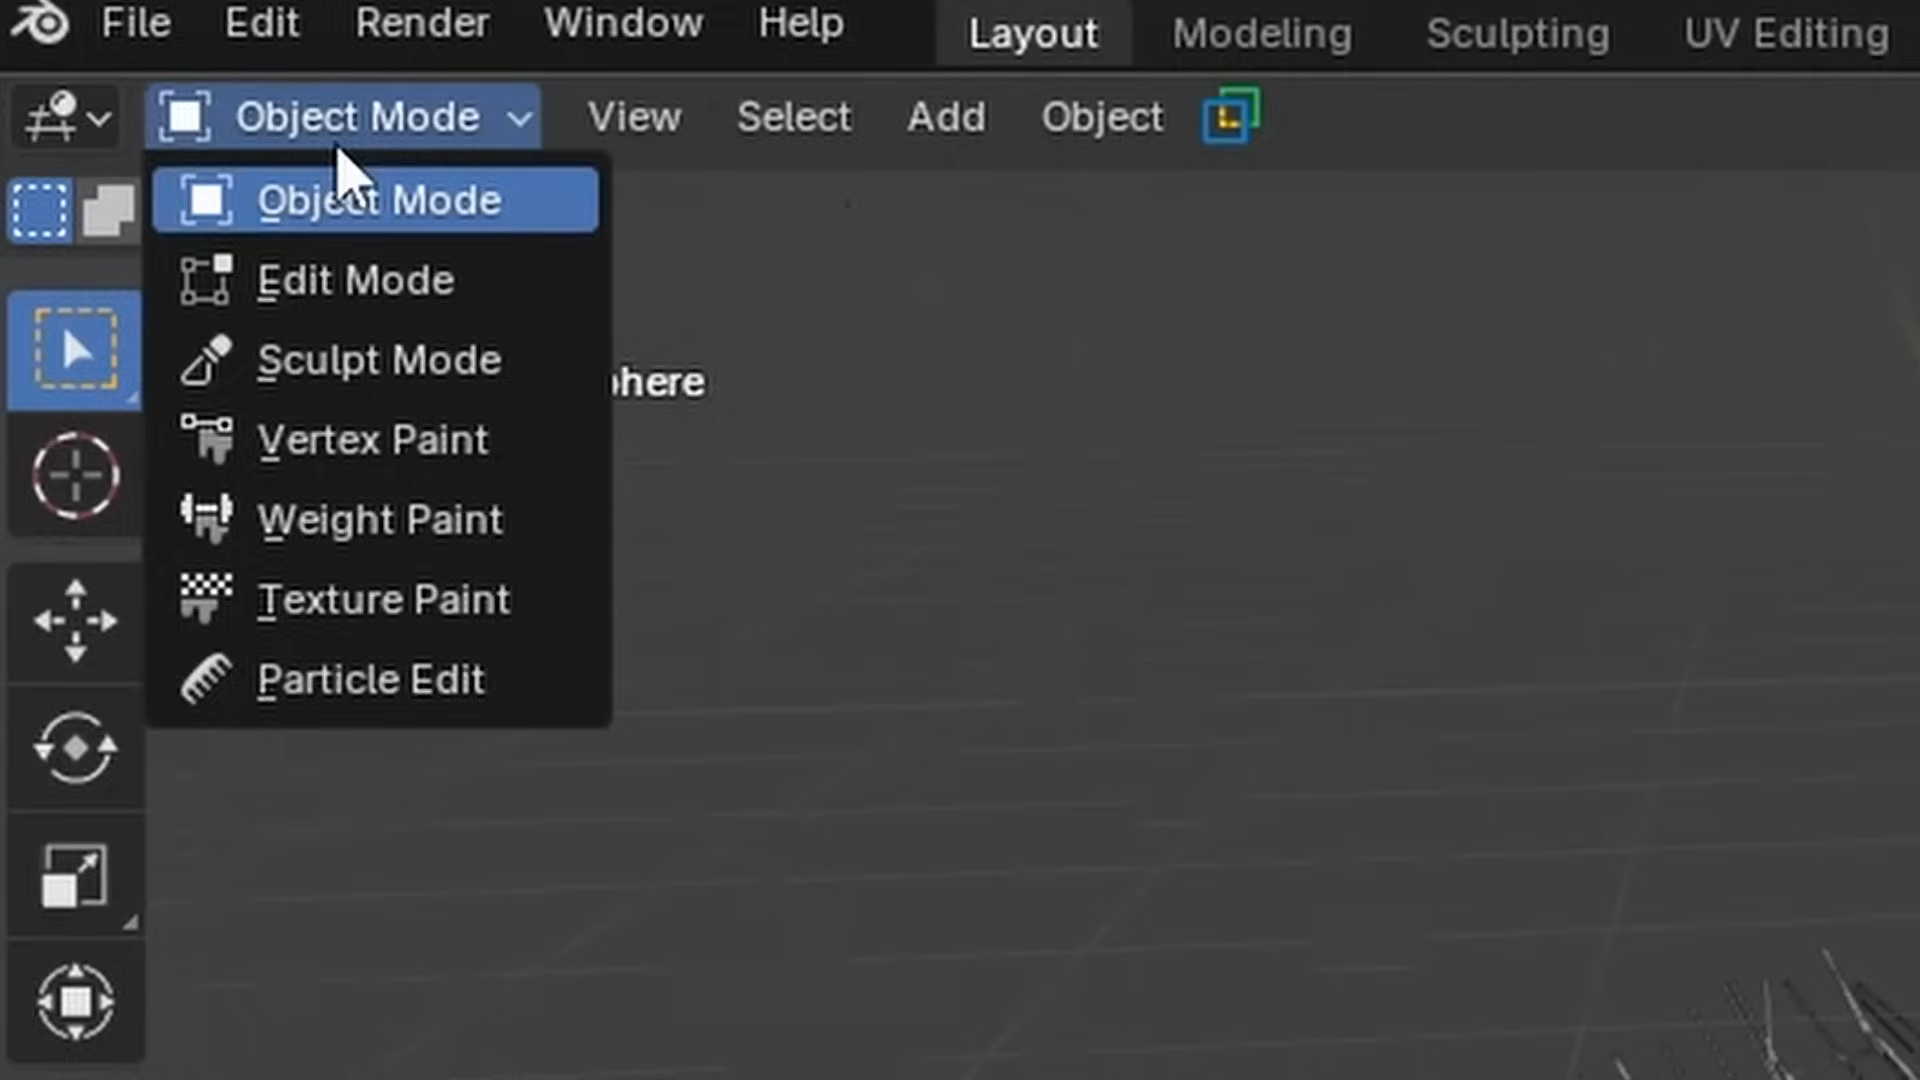 File Edit Render Window Help Layout Modeling Sculpting UV Editing
Object Mode View Select Add Object
Object Mode
Edit Mode
Sculpt Mode
phere
Vertex Paint
Weight Paint
Texture Paint
Particle Edit